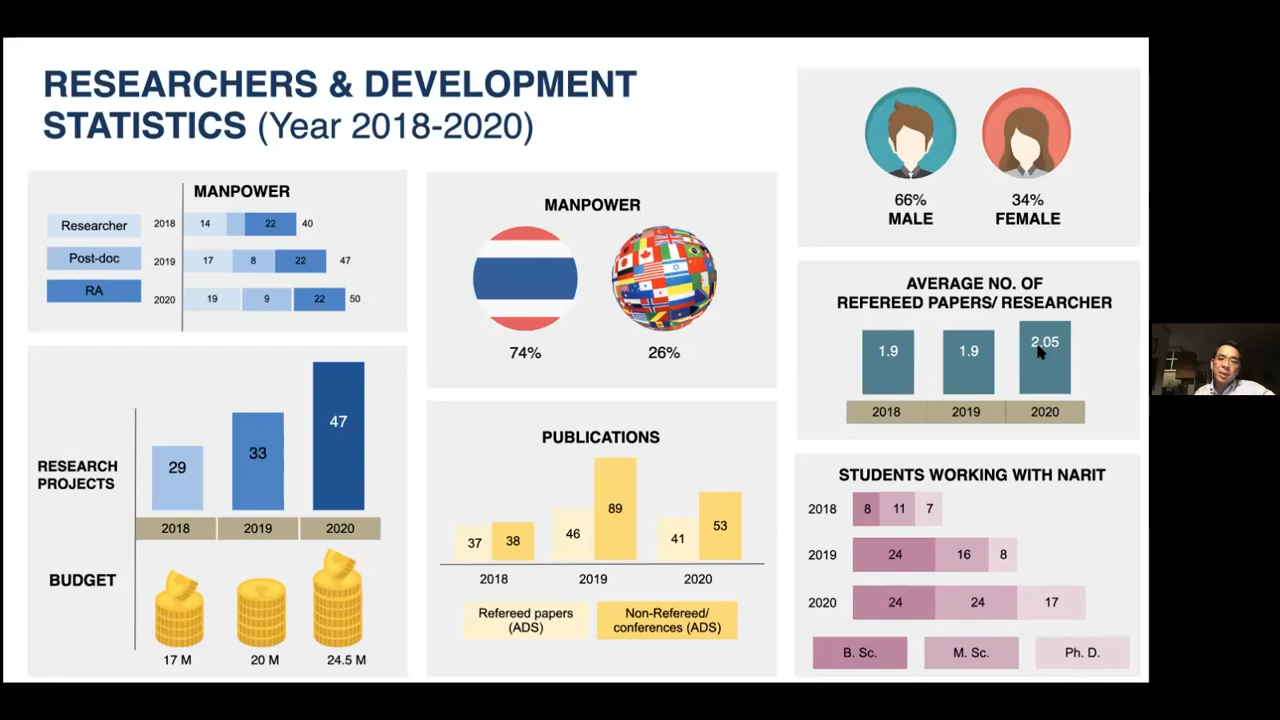 RESEARCHERS & DEVELOPMENT
STATISTICS (Year 2018-2020)
MANPOWER
Researcher
Post-doc
RA
2018 14 22 40
2019 17 8 22 47
2020 19 9 22 50
RESEARCH
PROJECTS
29 33 47
2018 2019 2020
BUDGET
17 M 20 M 24.5 M
MANPOWER
74% 26%
PUBLICATIONS
37 38 46 89 41 53
2018 2019 2020
Refereed papers
(ADS)
Non-Refereed/
conferences (ADS)
66% 34%
MALE FEMALE
AVERAGE NO. OF
REFEREED PAPERS/ RESEARCHER
1.9 1.9 2.05
2018 2019 2020
STUDENTS WORKING WITH NARIT
2018 8 11 7
2019 24 16 8
2020 24 24 17
B. Sc. M. Sc. Ph. D.